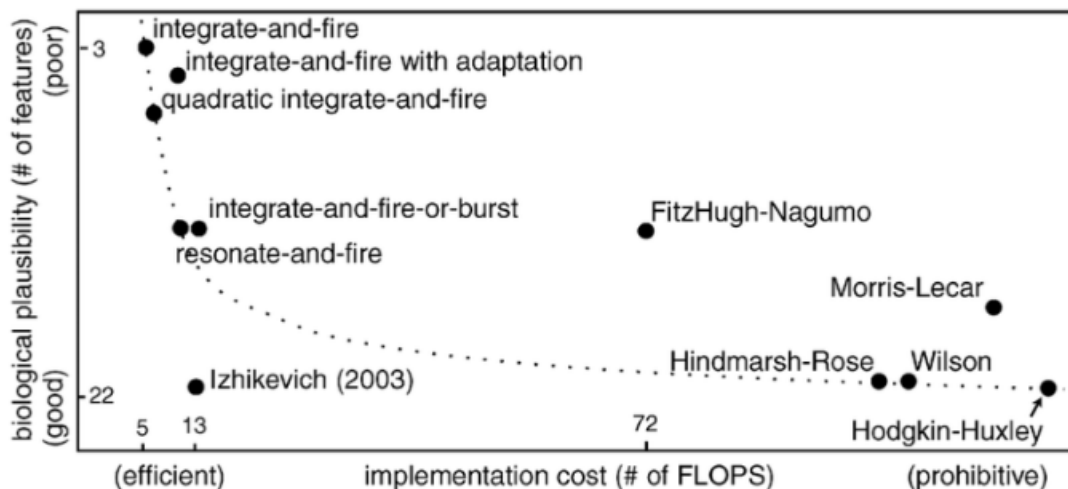 integrate-and-fire
3
integrate-and-fire with adaptation
quadratic integrate-and-fire
integrate-and-fire-or-burst
resonate-and-fire
FitzHugh-Nagumo
Morris-Lecar
Hindmarsh-Rose
Wilson
Izhikevich (2003)
22
Hodgkin-Huxley
5
13
72
(efficient)
implementation cost (# of FLOPS)
(prohibitive)
biological plausibility (# of features)
(good)
(poor)